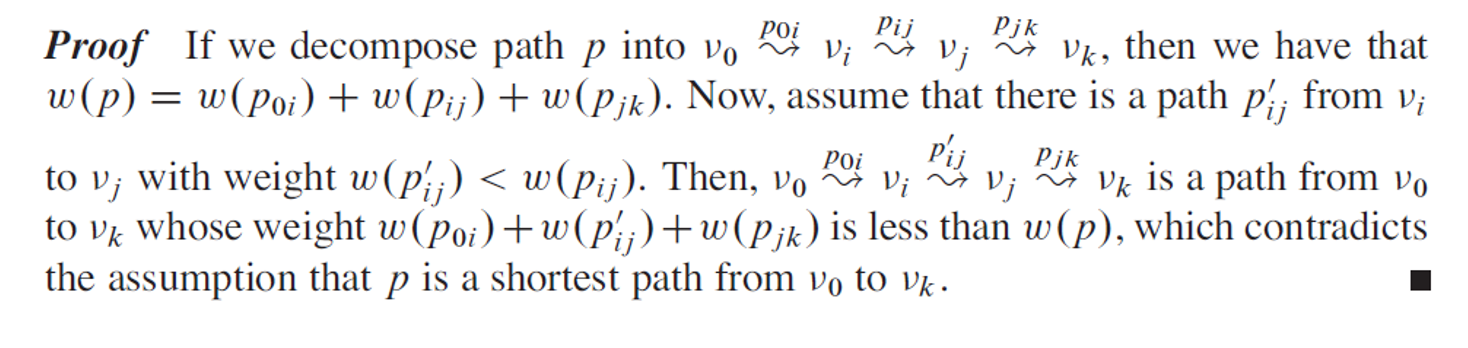 Proof If we decompose path p into v₀ ⤳^{p₀ᵢ} vᵢ ⤳^{pᵢⱼ} vⱼ ⤳^{pⱼₖ} vₖ, then we have that
w(p) = w(p₀ᵢ) + w(pᵢⱼ) + w(pⱼₖ). Now, assume that there is a path p′ᵢⱼ from vᵢ
to vⱼ with weight w(p′ᵢⱼ) < w(pᵢⱼ). Then, v₀ ⤳^{p₀ᵢ} vᵢ ⤳^{p′ᵢⱼ} vⱼ ⤳^{pⱼₖ} vₖ is a path from v₀
to vₖ whose weight w(p₀ᵢ)+w(p′ᵢⱼ)+w(pⱼₖ) is less than w(p), which contradicts
the assumption that p is a shortest path from v₀ to vₖ. ■